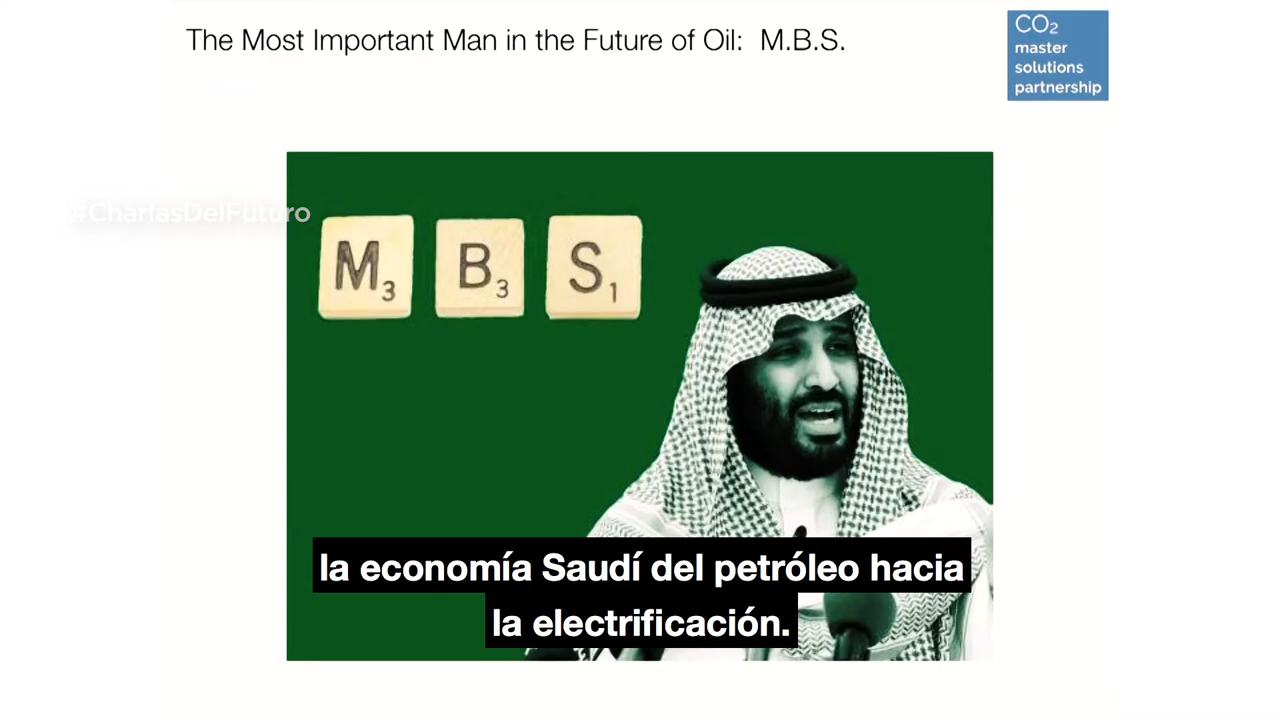 The Most Important Man in the Future of Oil: M.B.S.
CO2
master
solutions
partnership
#CharlasDelFuturo
M3 B3 S1
la economía Saudí del petróleo hacia
la electrificación.